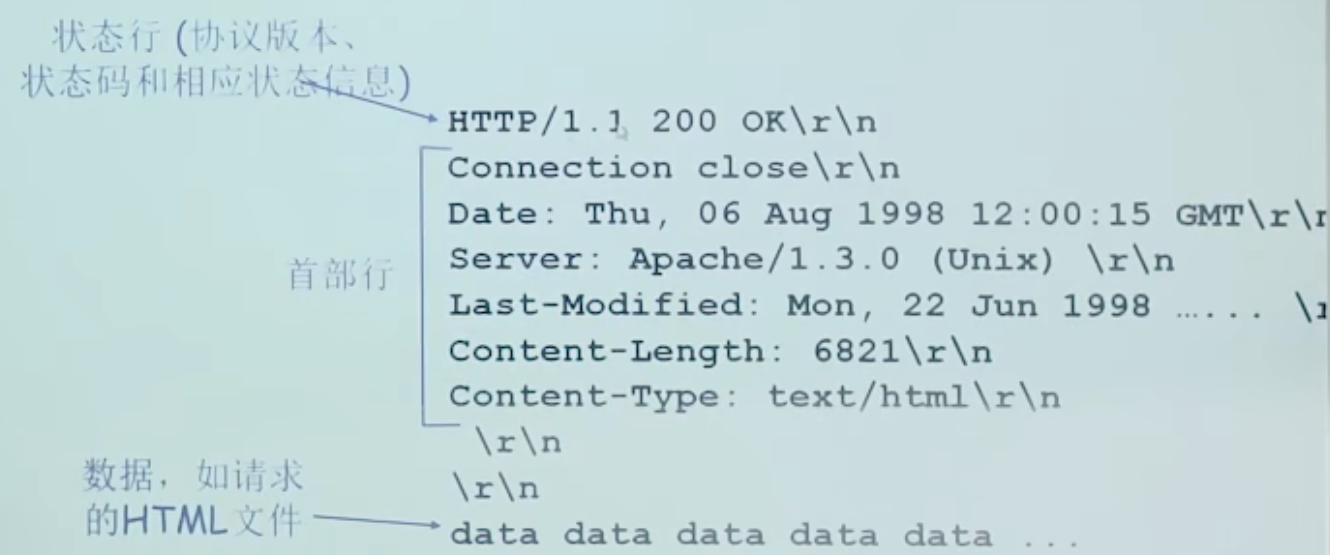 状态行 (协议版本、
状态码和相应状态信息)
HTTP/1.1 200 OK\r\n
Connection close\r\n
Date: Thu, 06 Aug 1998 12:00:15 GMT\r\n
Server: Apache/1.3.0 (Unix) \r\n
首部行
Last-Modified: Mon, 22 Jun 1998 …... \r
Content-Length: 6821\r\n
Content-Type: text/html\r\n
\r\n
数据，如请求
\r\n
的HTML文件
data data data data data ...